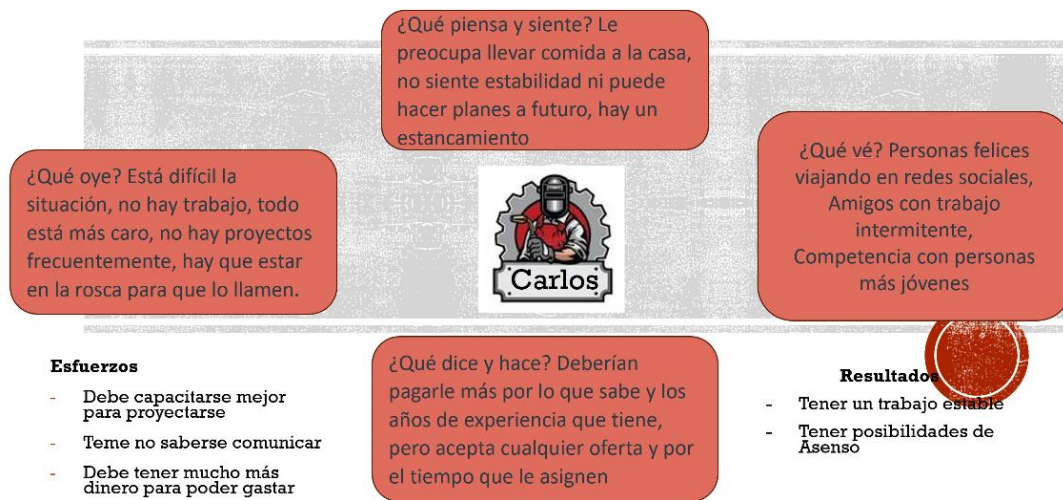 ¿Qué piensa y siente? Le
preocupa llevar comida a la casa,
no siente estabilidad ni puede
hacer planes a futuro, hay un
estancamiento
¿Qué oye? Está difícil la
situación, no hay trabajo, todo
está más caro, no hay proyectos
frecuentemente, hay que estar
en la rosca para que lo llamen.
Carlos
¿Qué vé? Personas felices
viajando en redes sociales,
Amigos con trabajo
intermitente,
Competencia con personas
más jóvenes
Esfuerzos
- Debe capacitarse mejor
para proyectarse
- Teme no saberse comunicar
- Debe tener mucho más
dinero para poder gastar
¿Qué dice y hace? Deberían
pagarle más por lo que sabe y los
años de experiencia que tiene,
pero acepta cualquier oferta y por
el tiempo que le asignen
Resultados
- Tener un trabajo estable
- Tener posibilidades de
Asenso